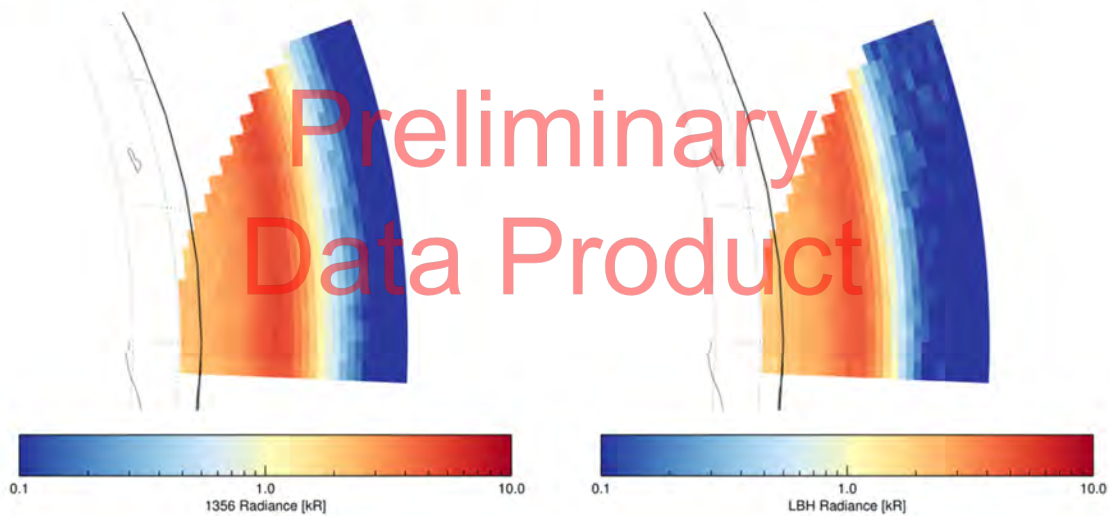 Preliminary
Data Product
0.1 1.0 10.0
1356 Radiance [kR]
0.1 1.0 10.0
LBH Radiance [kR]